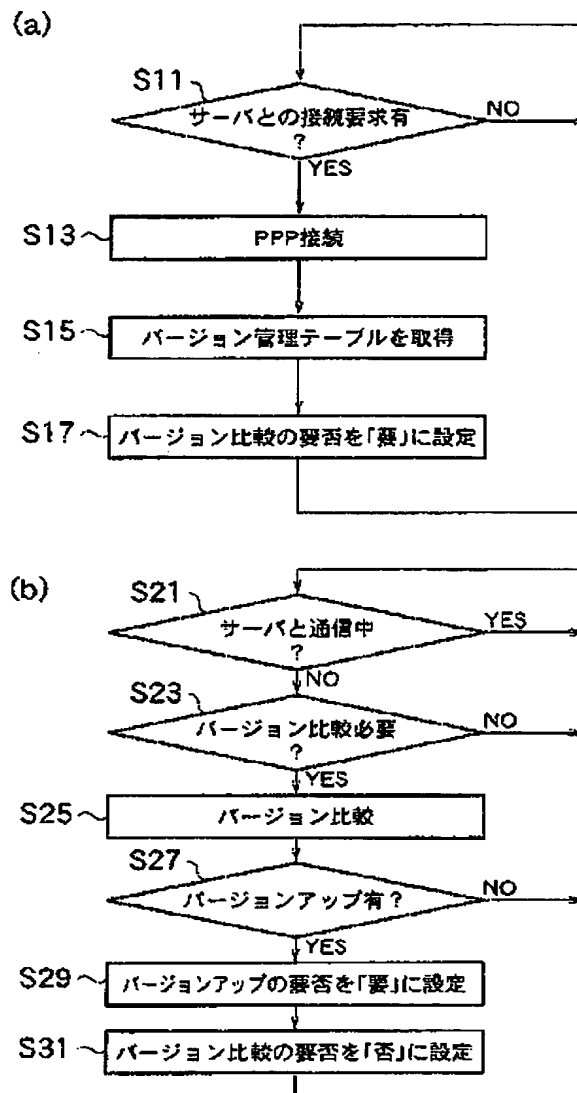 (a)
S11
サーバとの接続要求有
?
NO
YES
S13
PPP接続
S15
バージョン管理テーブルを取得
S17
バージョン比較の要否を「要」に設定
(b)
S21
サーバと通信中
?
YES
NO
S23
バージョン比較必要
?
NO
YES
S25
バージョン比較
S27
バージョンアップ有?
NO
YES
S29
バージョンアップの要否を「要」に設定
S31
バージョン比較の要否を「否」に設定